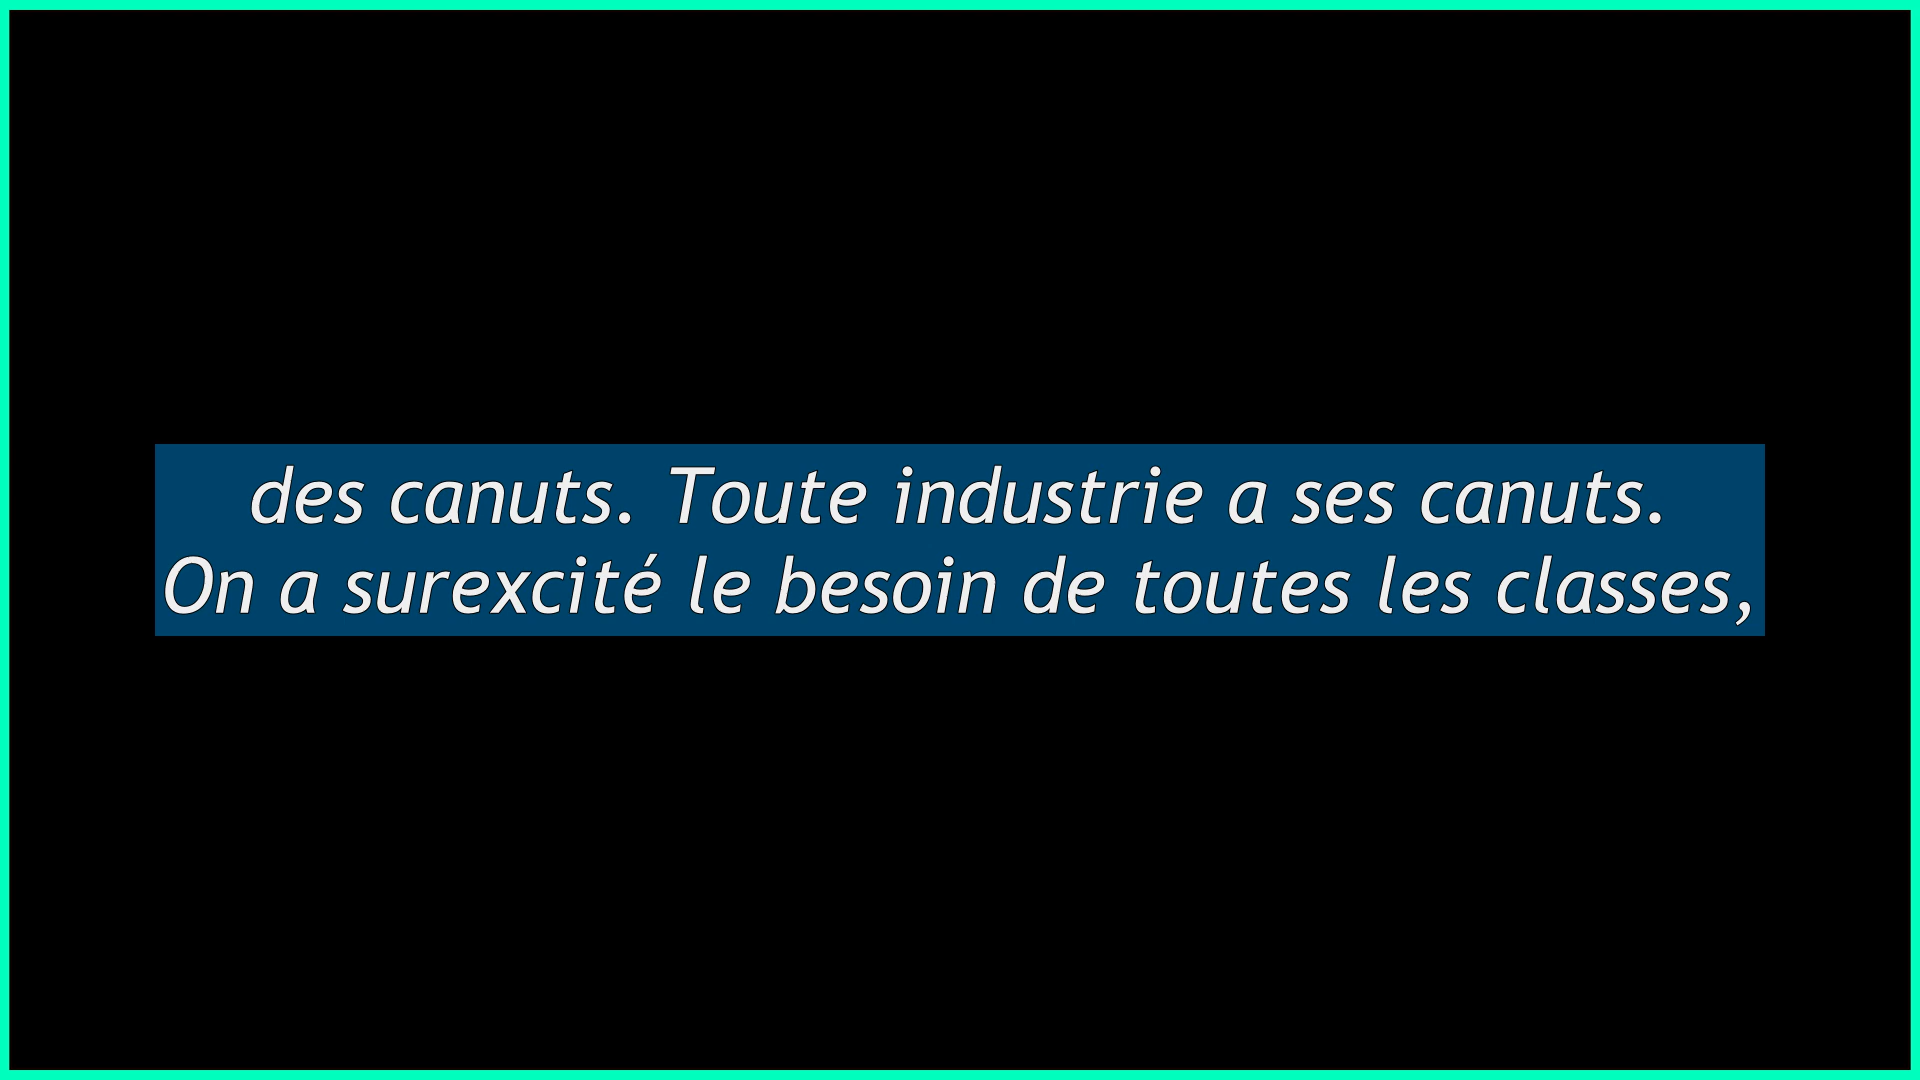 des canuts. Toute industrie a ses canuts.
On a surexcité le besoin de toutes les classes,